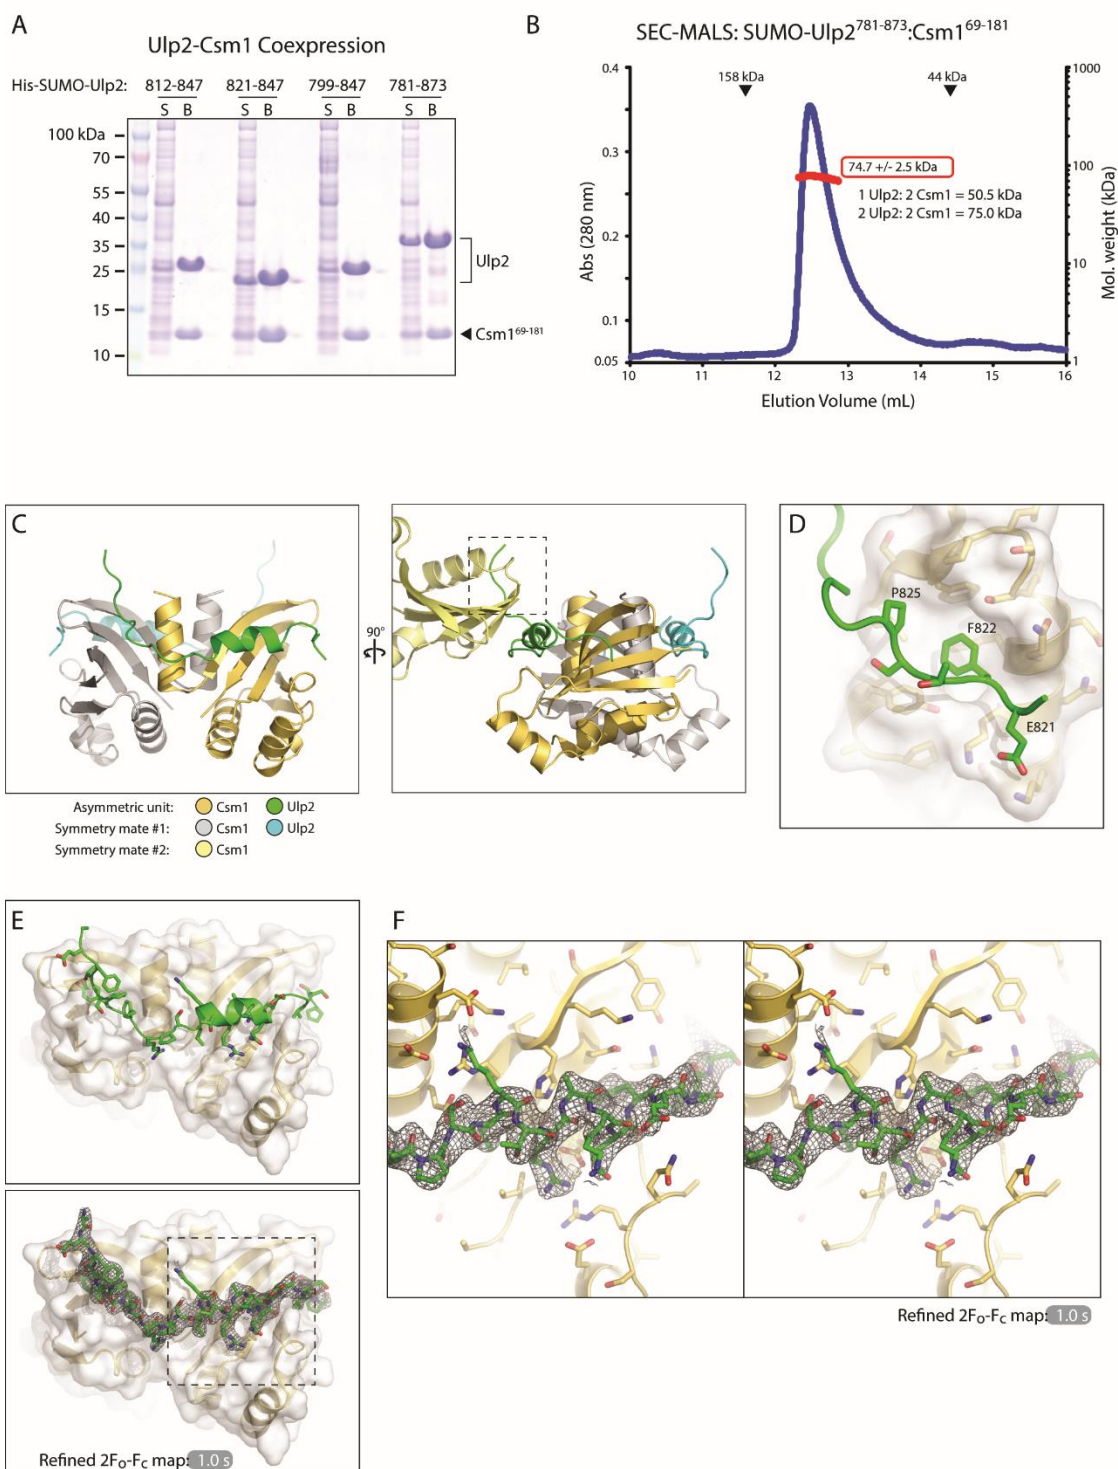 A
Ulp2-Csm1 Coexpression
His-SUMO-Ulp2: 812-847 821-847 799-847 781-873
S B S B S B S B
100 kDa
70
55
40
35
25
15
10
Ulp2
Csm1⁶⁹⁻¹⁸¹
B
SEC-MALS: SUMO-Ulp2⁷⁸¹⁻⁸⁷³:Csm1⁶⁹⁻¹⁸¹
158 kDa 44 kDa
0.4
0.3
0.2
0.1
0.05
Abs (280 nm)
74.7 +/- 2.5 kDa
1 Ulp2: 2 Csm1 = 50.5 kDa
2 Ulp2: 2 Csm1 = 75.0 kDa
1000
100
10
1
Mol. weight (kDa)
10 11 12 13 14 15 16
Elution Volume (mL)
C
90°
Asymmetric unit: Csm1 Ulp2
Symmetry mate #1: Csm1 Ulp2
Symmetry mate #2: Csm1
D
P825
F822
E821
E
Refined 2Fo-Fc map: 1.0 s
F
Refined 2Fo-Fc map: 1.0 s